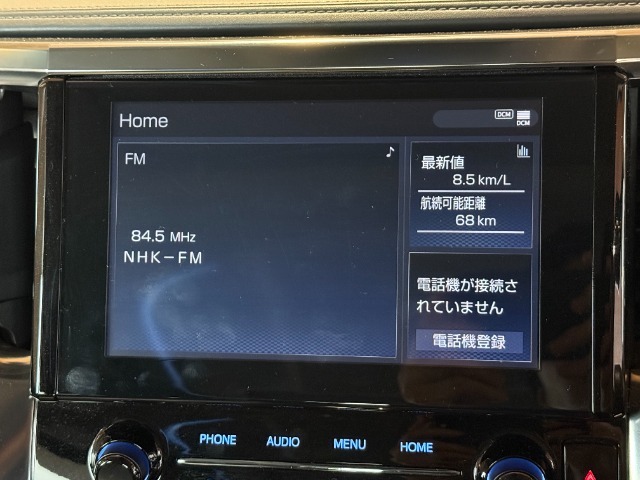 Home
DCM
DCM
FM
84.5 MHz
NHK-FM
最新値
8.5 km/L
航続可能距離
68 km
電話機が接続さ
れていません
電話機登録
PHONE AUDIO MENU HOME